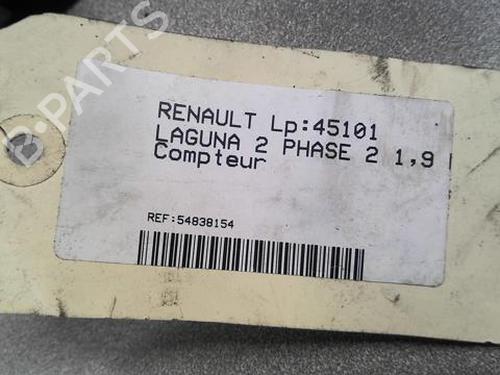 B-PARTS
RENAULT Lp:45101
LAGUNA 2 PHASE 2 1,9
Compteur
REF:54838154